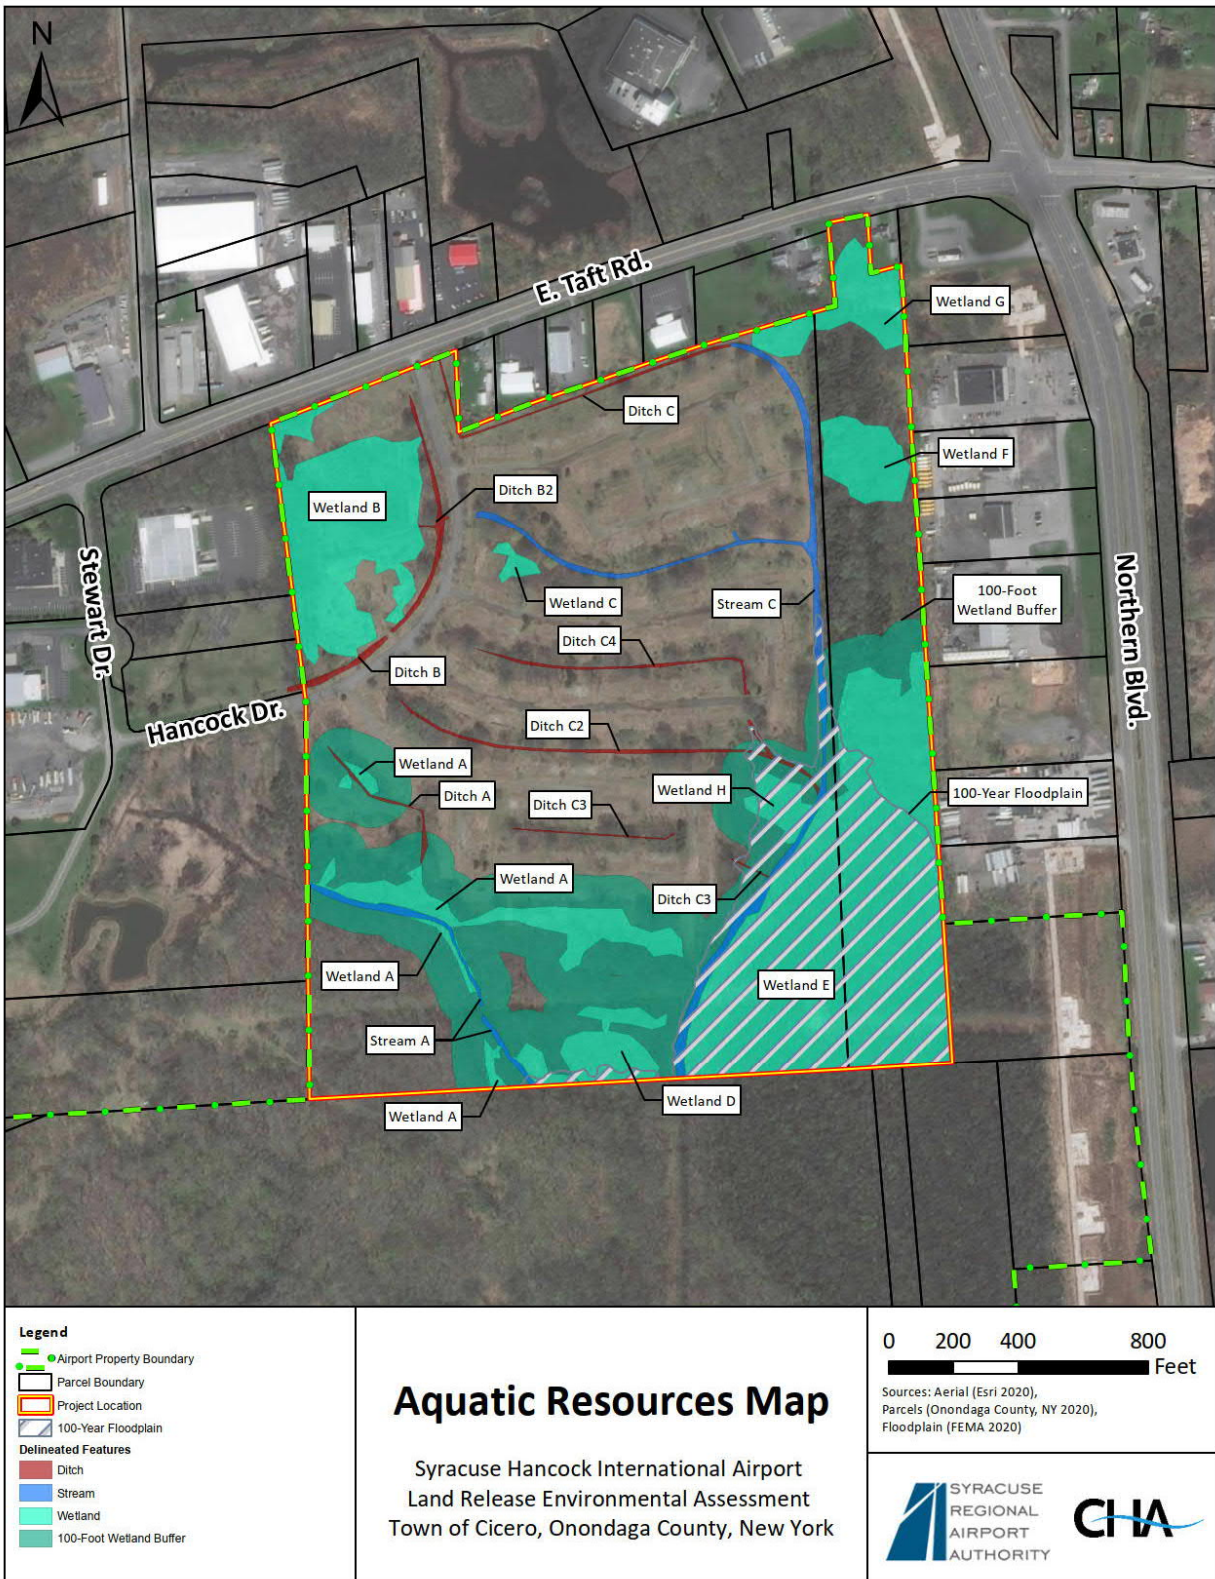 N
E. Taft Rd.
Wetland G
Ditch C
Wetland F
Ditch B2
Wetland B
Stewart Dr.
Northern Blvd.
100-Foot
Wetland Buffer
Wetland C
Stream C
Ditch C4
Ditch B
Hancock Dr.
Ditch C2
Wetland A
Ditch A
Wetland H
100-Year Floodplain
Ditch C3
Wetland A
Ditch C3
Wetland A
Wetland E
Stream A
Wetland D
Wetland A
Legend
Airport Property Boundary
Parcel Boundary
Project Location
100-Year Floodplain
Delineated Features
Ditch
Stream
Wetland
100-Foot Wetland Buffer
Aquatic Resources Map
Syracuse Hancock International Airport
Land Release Environmental Assessment
Town of Cicero, Onondaga County, New York
0 200 400 800
Feet
Sources: Aerial (Esri 2020),
Parcels (Onondaga County, NY 2020),
Floodplain (FEMA 2020)
SYRACUSE
REGIONAL
AIRPORT
AUTHORITY
CHA